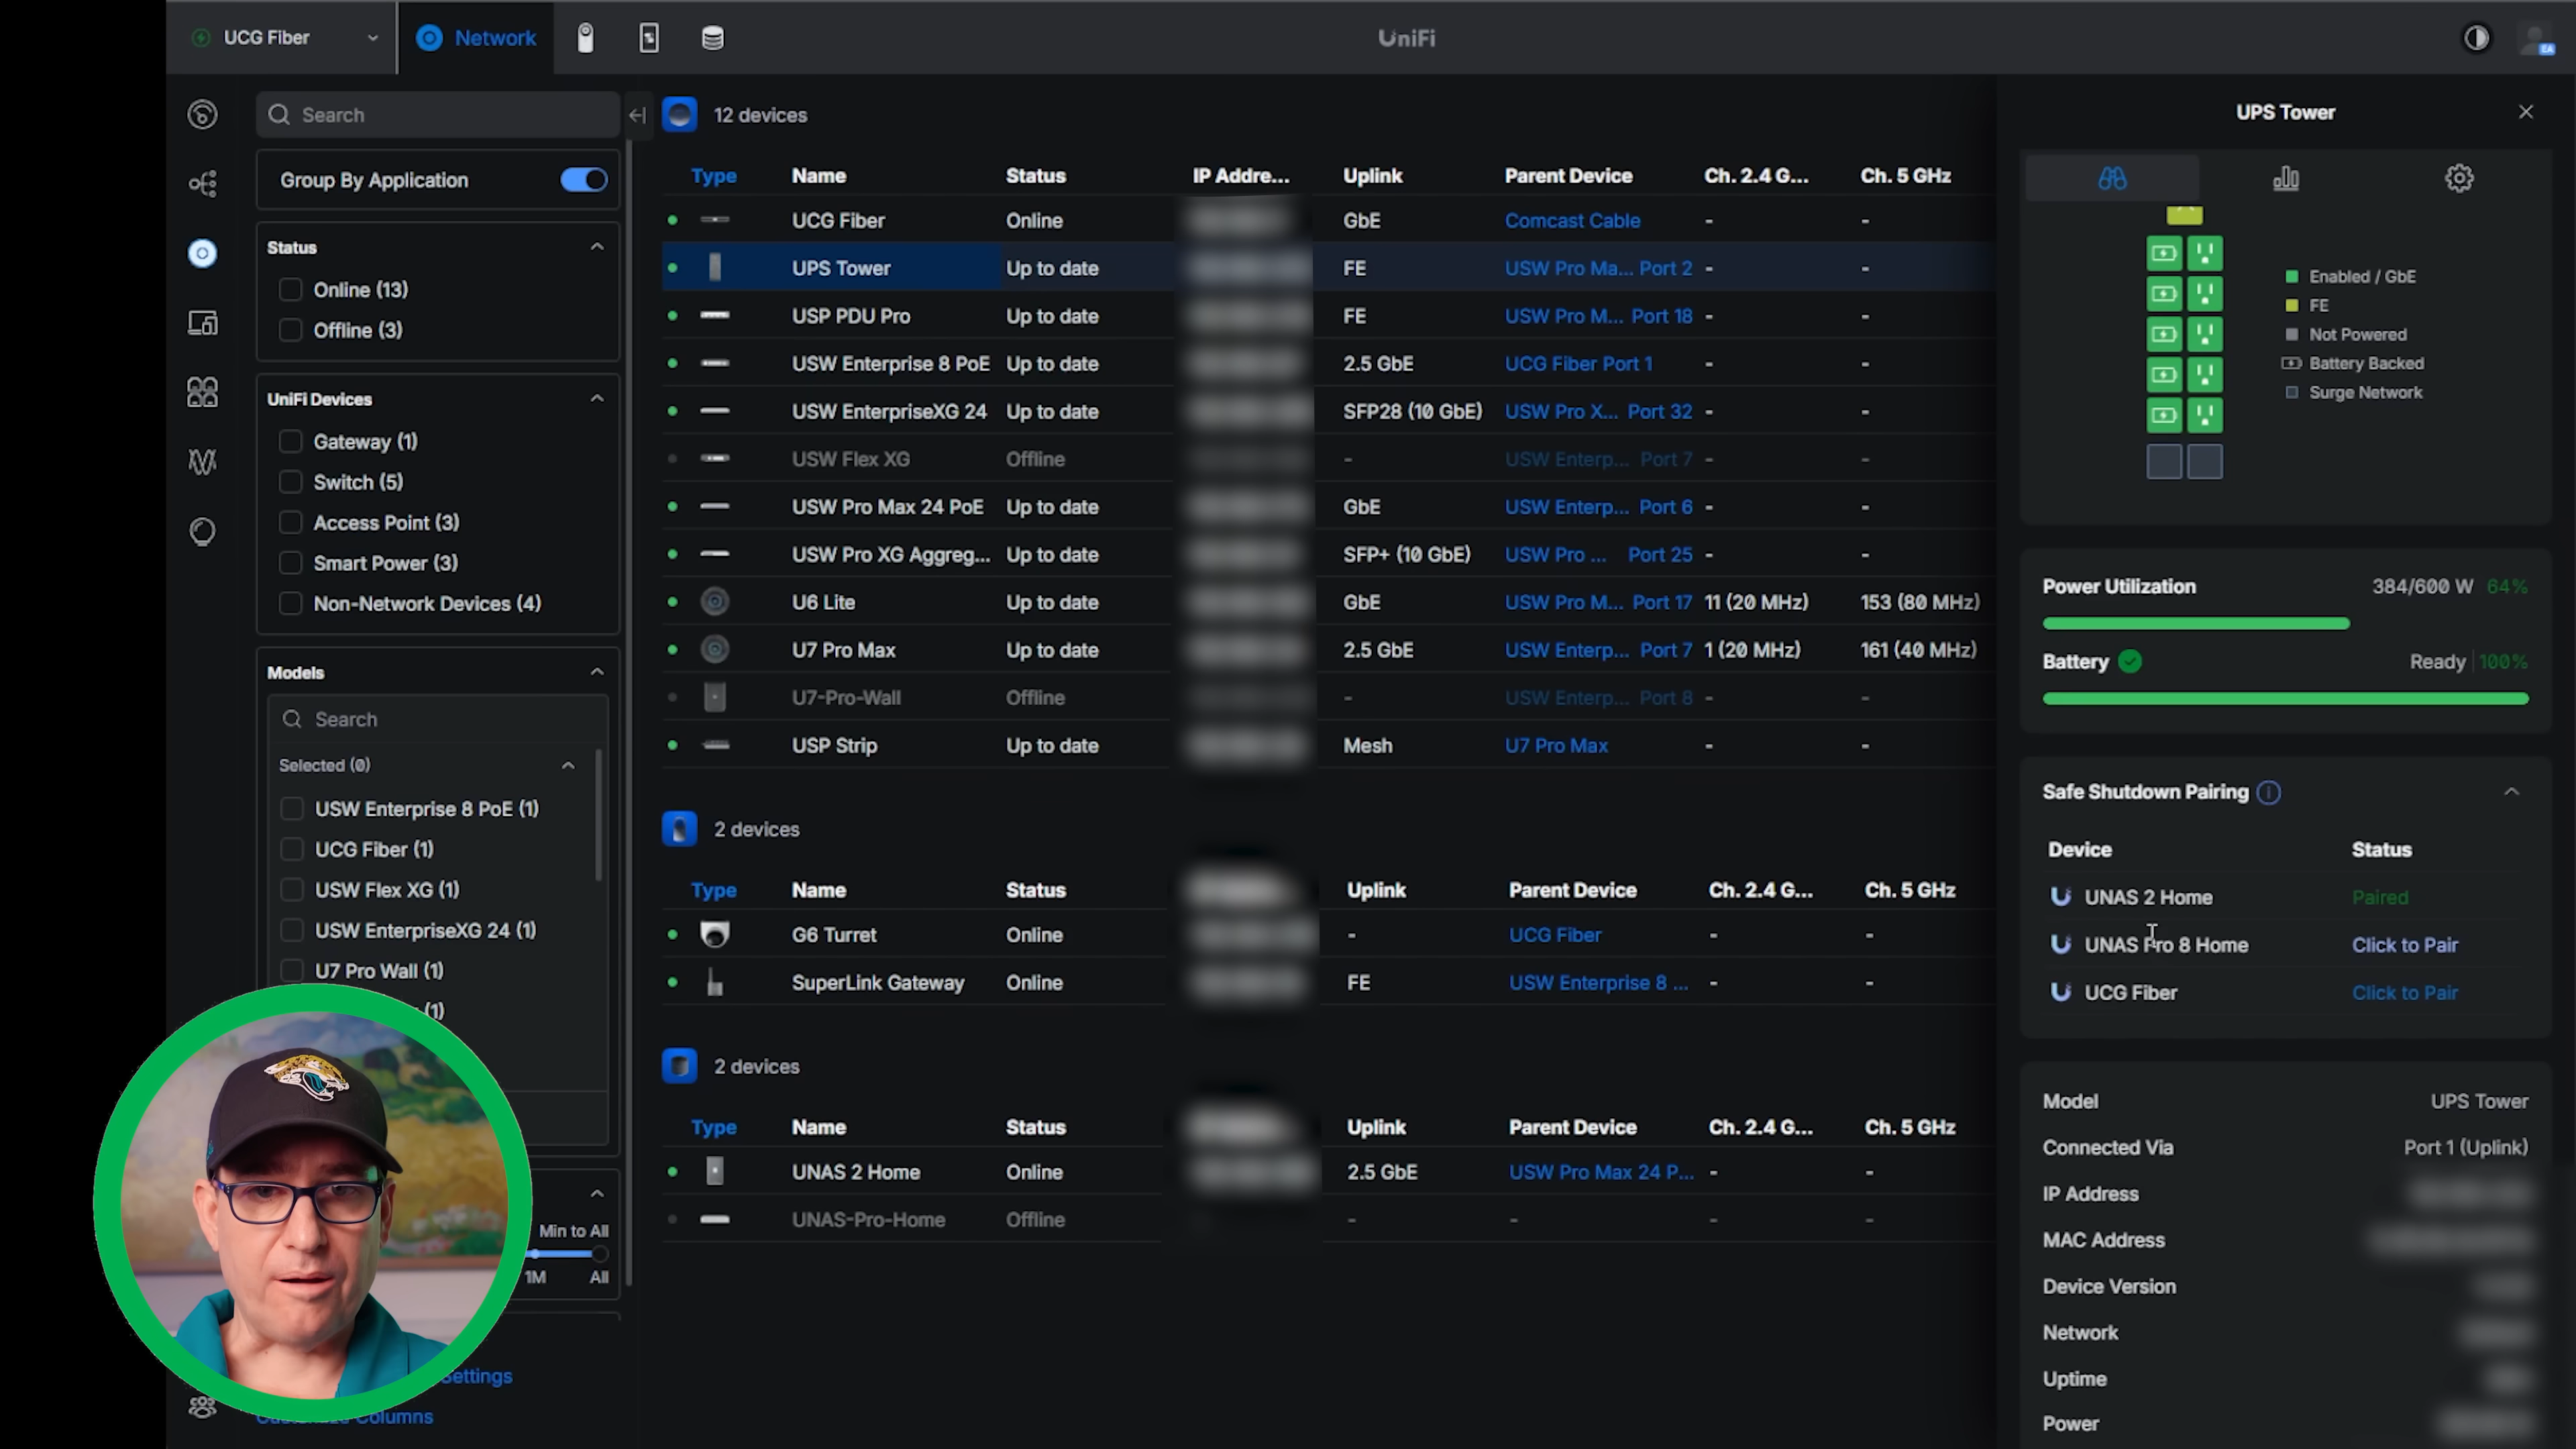 UCG Fiber
Network
UniFi
Search
12 devices
UPS Tower
Group By Application
Type Name Status IP Addre... Uplink Parent Device Ch. 2.4 G... Ch. 5 GHz
UCG Fiber Online GbE Comcast Cable - -
UPS Tower Up to date FE USW Pro Ma... Port 2 - -
USP PDU Pro Up to date FE USW Pro M... Port 18 - -
USW Enterprise 8 PoE Up to date 2.5 GbE UCG Fiber Port 1 - -
USW EnterpriseXG 24 Up to date SFP28 (10 GbE) USW Pro X... Port 32 - -
USW Flex XG Offline - USW Enterp... Port 7 - -
USW Pro Max 24 PoE Up to date GbE USW Enterp... Port 6 - -
USW Pro XG Aggreg... Up to date SFP+ (10 GbE) USW Pro ... Port 25 - -
U6 Lite Up to date GbE USW Pro M... Port 17 11 (20 MHz) 153 (80 MHz)
U7 Pro Max Up to date 2.5 GbE USW Enterp... Port 7 1 (20 MHz) 161 (40 MHz)
U7-Pro-Wall Offline - USW Enterp... Port 8 - -
USP Strip Up to date Mesh U7 Pro Max - -
Status
Online (13)
Offline (3)
UniFi Devices
Gateway (1)
Switch (5)
Access Point (3)
Smart Power (3)
Non-Network Devices (4)
Models
Search
Selected (0)
USW Enterprise 8 PoE (1)
UCG Fiber (1)
USW Flex XG (1)
USW EnterpriseXG 24 (1)
U7 Pro Wall (1)
(1)
Min to All
1M All
Settings
Customize Columns
2 devices
Type Name Status Uplink Parent Device Ch. 2.4 G... Ch. 5 GHz
G6 Turret Online - UCG Fiber - -
SuperLink Gateway Online FE USW Enterprise 8 ... - -
2 devices
Type Name Status Uplink Parent Device Ch. 2.4 G... Ch. 5 GHz
UNAS 2 Home Online 2.5 GbE USW Pro Max 24 P... - -
UNAS-Pro-Home Offline - - - -
Enabled / GbE
FE
Not Powered
Battery Backed
Surge Network
Power Utilization 384/600 W 64%
Battery Ready 100%
Safe Shutdown Pairing
Device Status
UNAS 2 Home Paired
UNAS Pro 8 Home Click to Pair
UCG Fiber Click to Pair
Model UPS Tower
Connected Via Port 1 (Uplink)
IP Address
MAC Address
Device Version
Network
Uptime
Power
EA